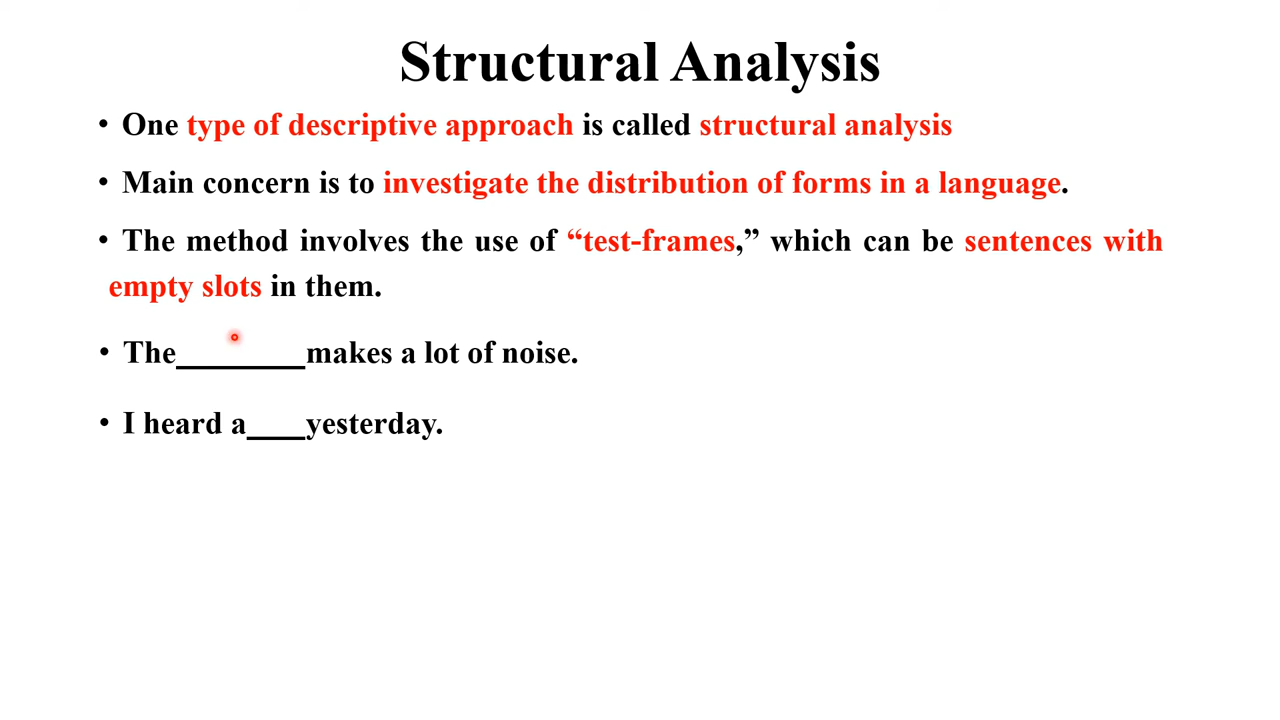 Structural Analysis
• One type of descriptive approach is called structural analysis
• Main concern is to investigate the distribution of forms in a language.
• The method involves the use of “test-frames,” which can be sentences with
empty slots in them.
• The________makes a lot of noise.
• I heard a____yesterday.